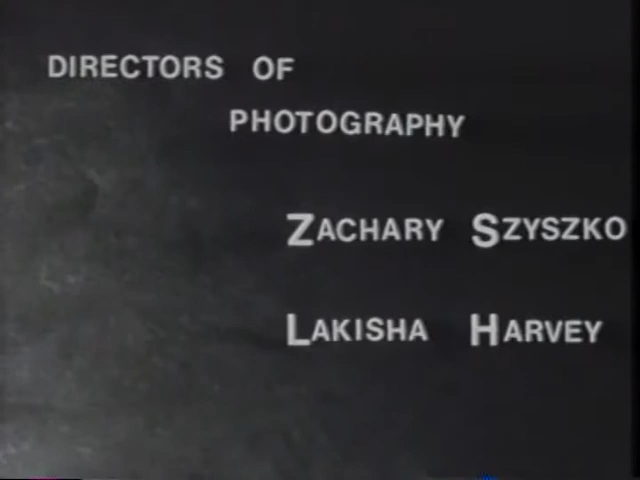 DIRECTORS OF
PHOTOGRAPHY
ZACHARY SZYSZKO
LAKISHA HARVEY